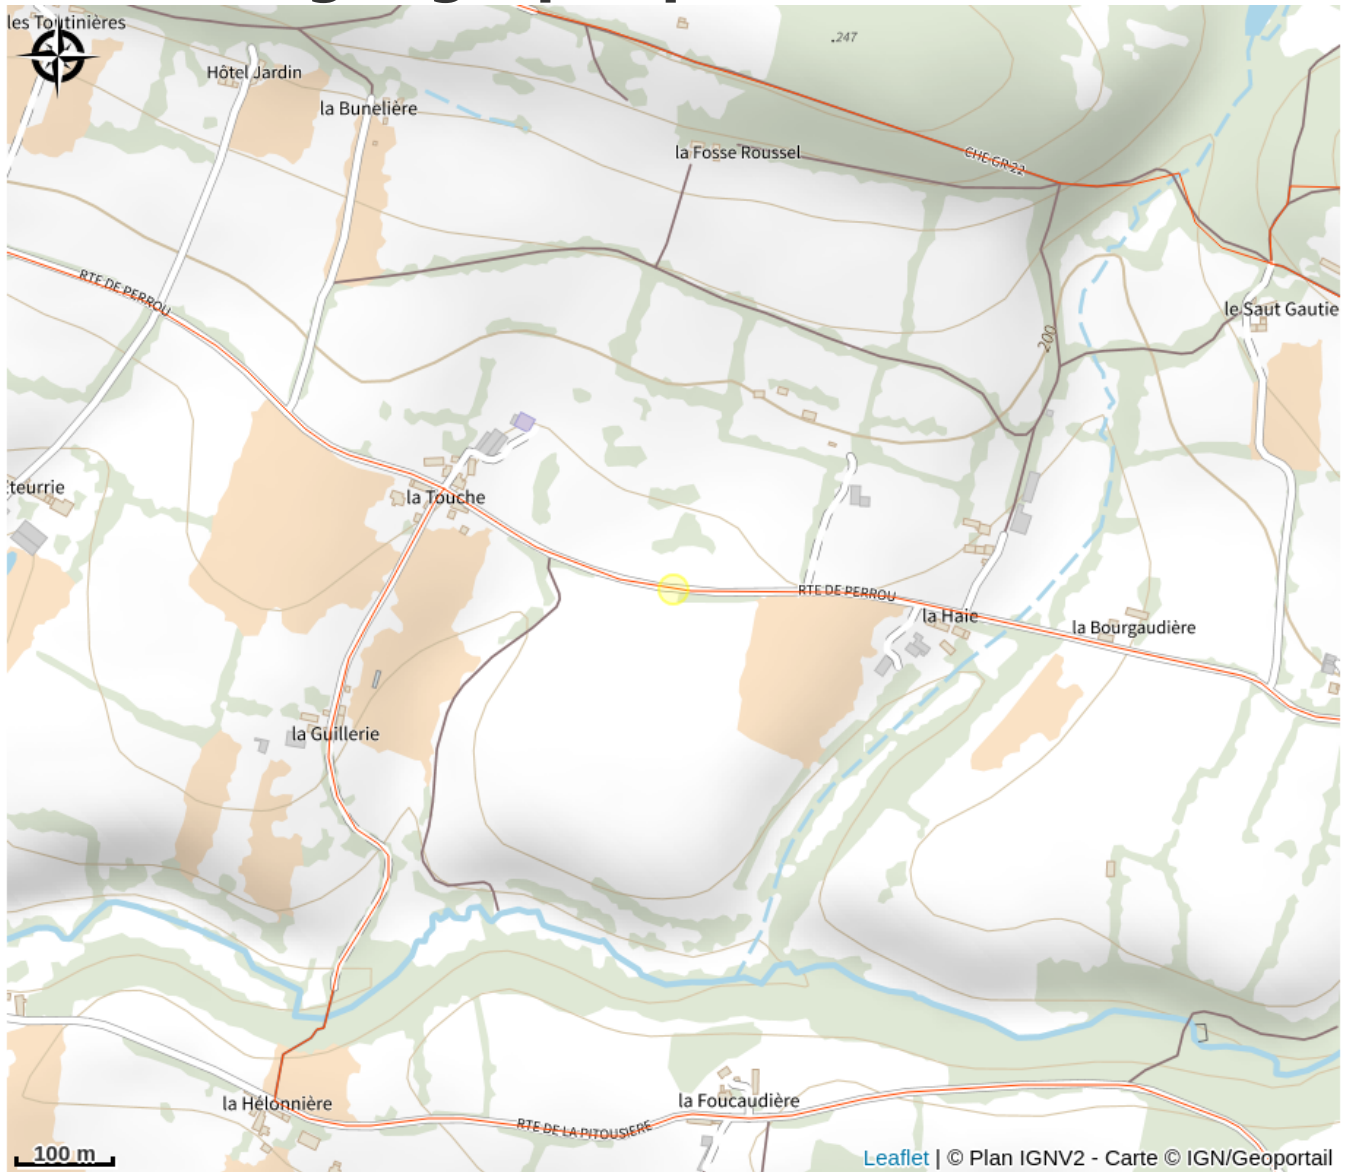 les Toutinières
.247
Hôtel Jardin
la Bunelière
la Fosse Roussel
CHE GR 22
RTE DE PERROU
le Saut Gautie
200
la Touche
teurrie
RTE DE PERROU
la Haie
la Bourgaudière
la Guillerie
la Hélonnière
la Foucaudière
RTE DE LA PITOUSIERE
100 m
Leaflet | © Plan IGNV2 - Carte © IGN/Geoportail